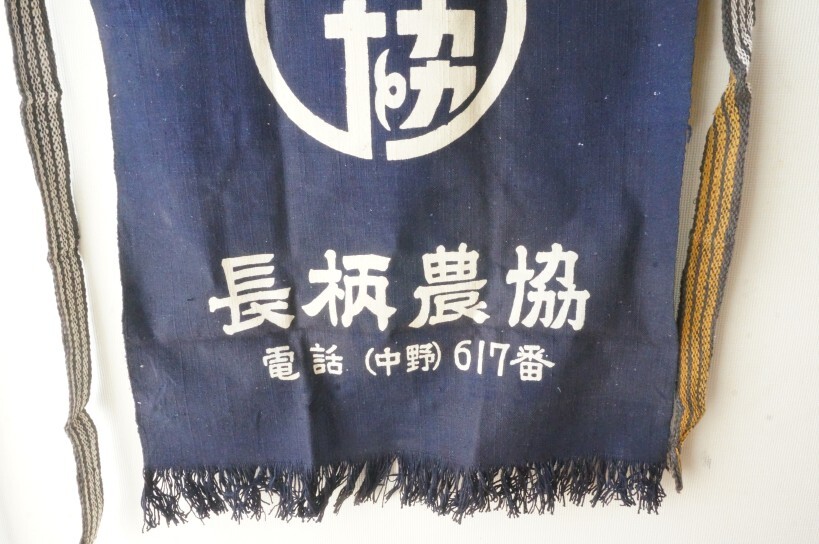 協
長柄農協
電話 (中野) 617番